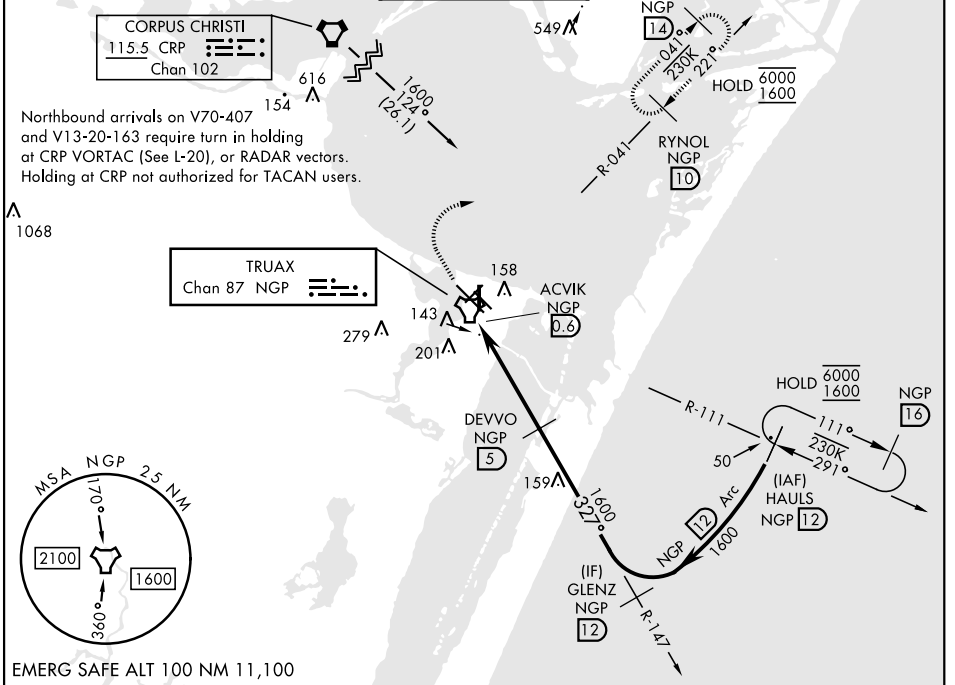 CORPUS CHRISTI
115.5 CRP
Chan 102
616
154
1600
124°
(26.1)
549
NGP
14
041°
230K
221°
HOLD 6000
1600
R-041
RYNOL
NGP
10
Northbound arrivals on V70-407
and V13-20-163 require turn in holding
at CRP VORTAC (See L-20), or RADAR vectors.
Holding at CRP not authorized for TACAN users.
1068
TRUAX
Chan 87 NGP
158
143
279
201
ACVIK
NGP
0.6
HOLD 6000
1600
NGP
16
R-111
111°
230K
291°
50
(IAF)
HAULS
NGP 12
DEVVO
NGP
5
159
1600
327°
NGP 12 Arc
1600
(IF)
GLENZ
NGP
12
R-147
MSA NGP 25 NM
170°
2100
1600
360°
EMERG SAFE ALT 100 NM 11,100